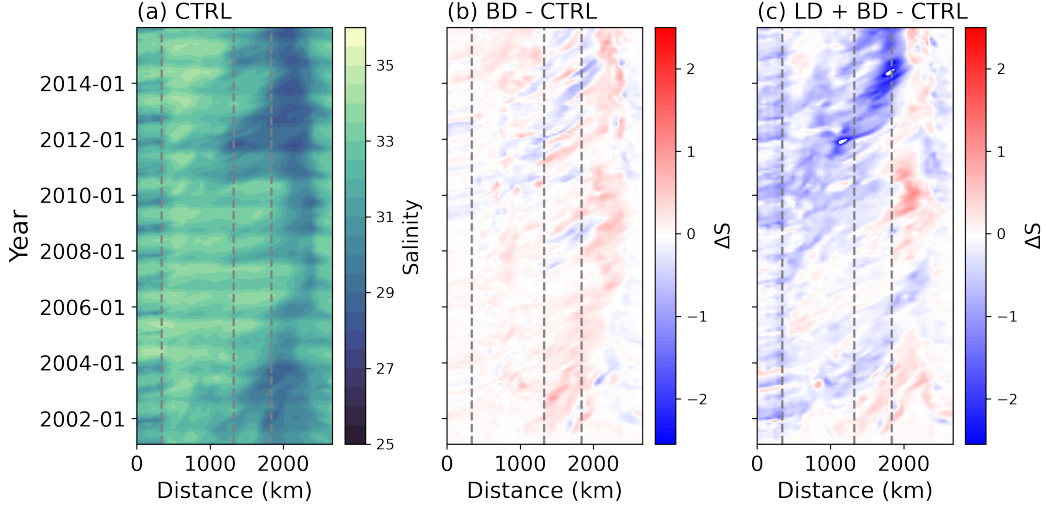 (a) CTRL
(b) BD - CTRL
(c) LD + BD - CTRL
Year
2014-01
2012-01
2010-01
2008-01
2006-01
2004-01
2002-01
0 1000 2000
Distance (km)
35
33
31
29
27
25
Salinity
0 1000 2000
Distance (km)
2
1
0
−1
−2
ΔS
0 1000 2000
Distance (km)
2
1
0
−1
−2
ΔS